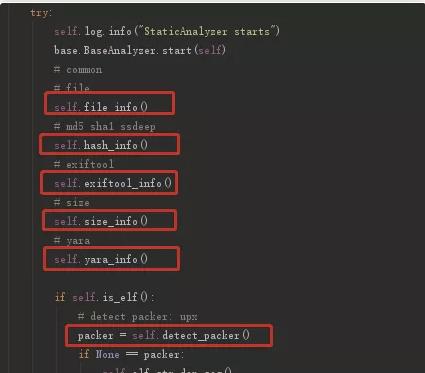 try:
self.log.info("StaticAnalyzer starts")
base.BaseAnalyzer.start(self)
# common
# file
self.file_info()
# md5 sha1 ssdeep
self.hash_info()
# exiftool
self.exiftool_info()
# size
self.size_info()
# yara
self.yara_info()
if self.is_elf():
# detect packer: upx
packer = self.detect_packer()
if None == packer: